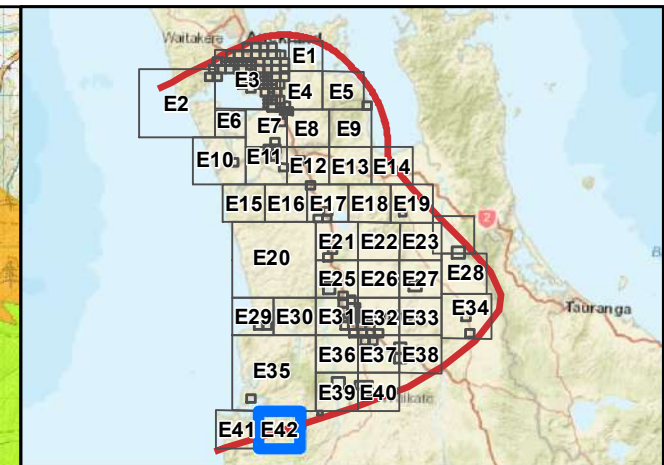 Waitakere
E1
E2
E3
E4 E5
E6 E7 E8 E9
E10 E11 E12 E13 E14
E15 E16 E17 E18 E19
2
E20 E21 E22 E23
E25 E26 E27 E28
E29 E30 E31 E32 E33 E34
Tauranga
E35 E36 E37 E38
E39 E40
Waikato
E41 E42